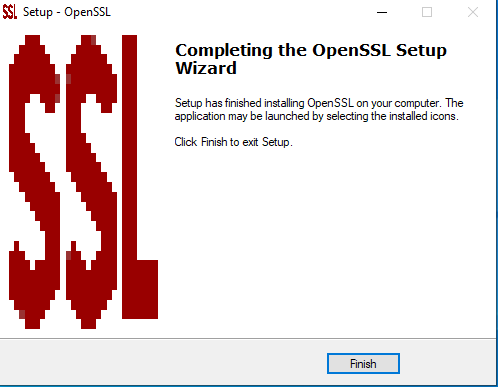 SSL Setup - OpenSSL
SSL
Completing the OpenSSL Setup
Wizard
Setup has finished installing OpenSSL on your computer. The
application may be launched by selecting the installed icons.
Click Finish to exit Setup.
Finish